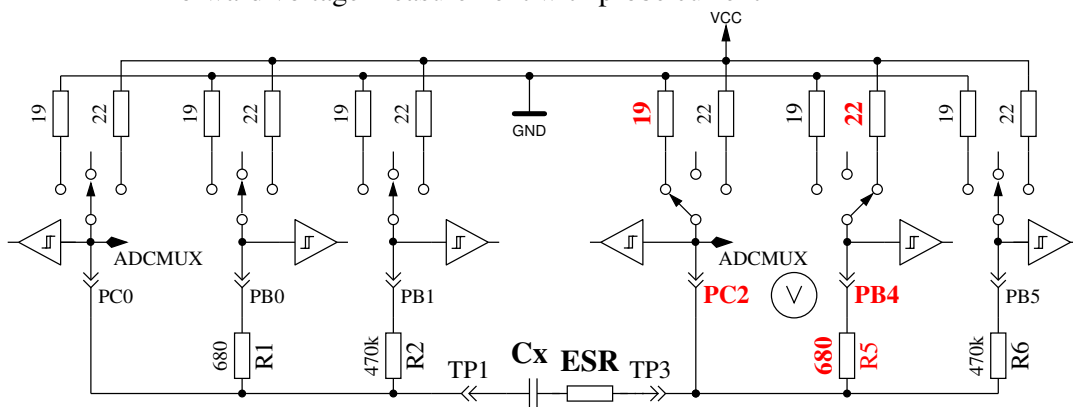 VCC
19
22
19
22
19
22
GND
19
22
19
22
19
22
ADCMUX
ADCMUX
PC0
PB0
PB1
PC2
V
PB4
PB5
680
R1
470k
R2
680
R5
470k
R6
TP1
Cx
ESR
TP3